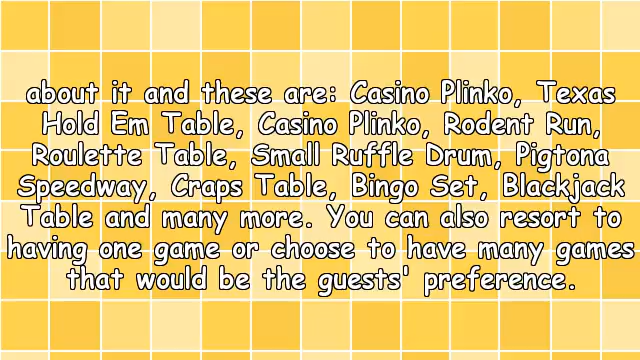 about it and these are: Casino Plinko, Texas
Hold Em Table, Casino Plinko, Rodent Run,
Roulette Table, Small Ruffle Drum, Pigtona
Speedway, Craps Table, Bingo Set, Blackjack
Table and many more. You can also resort to
having one game or choose to have many games
that would be the guests' preference.